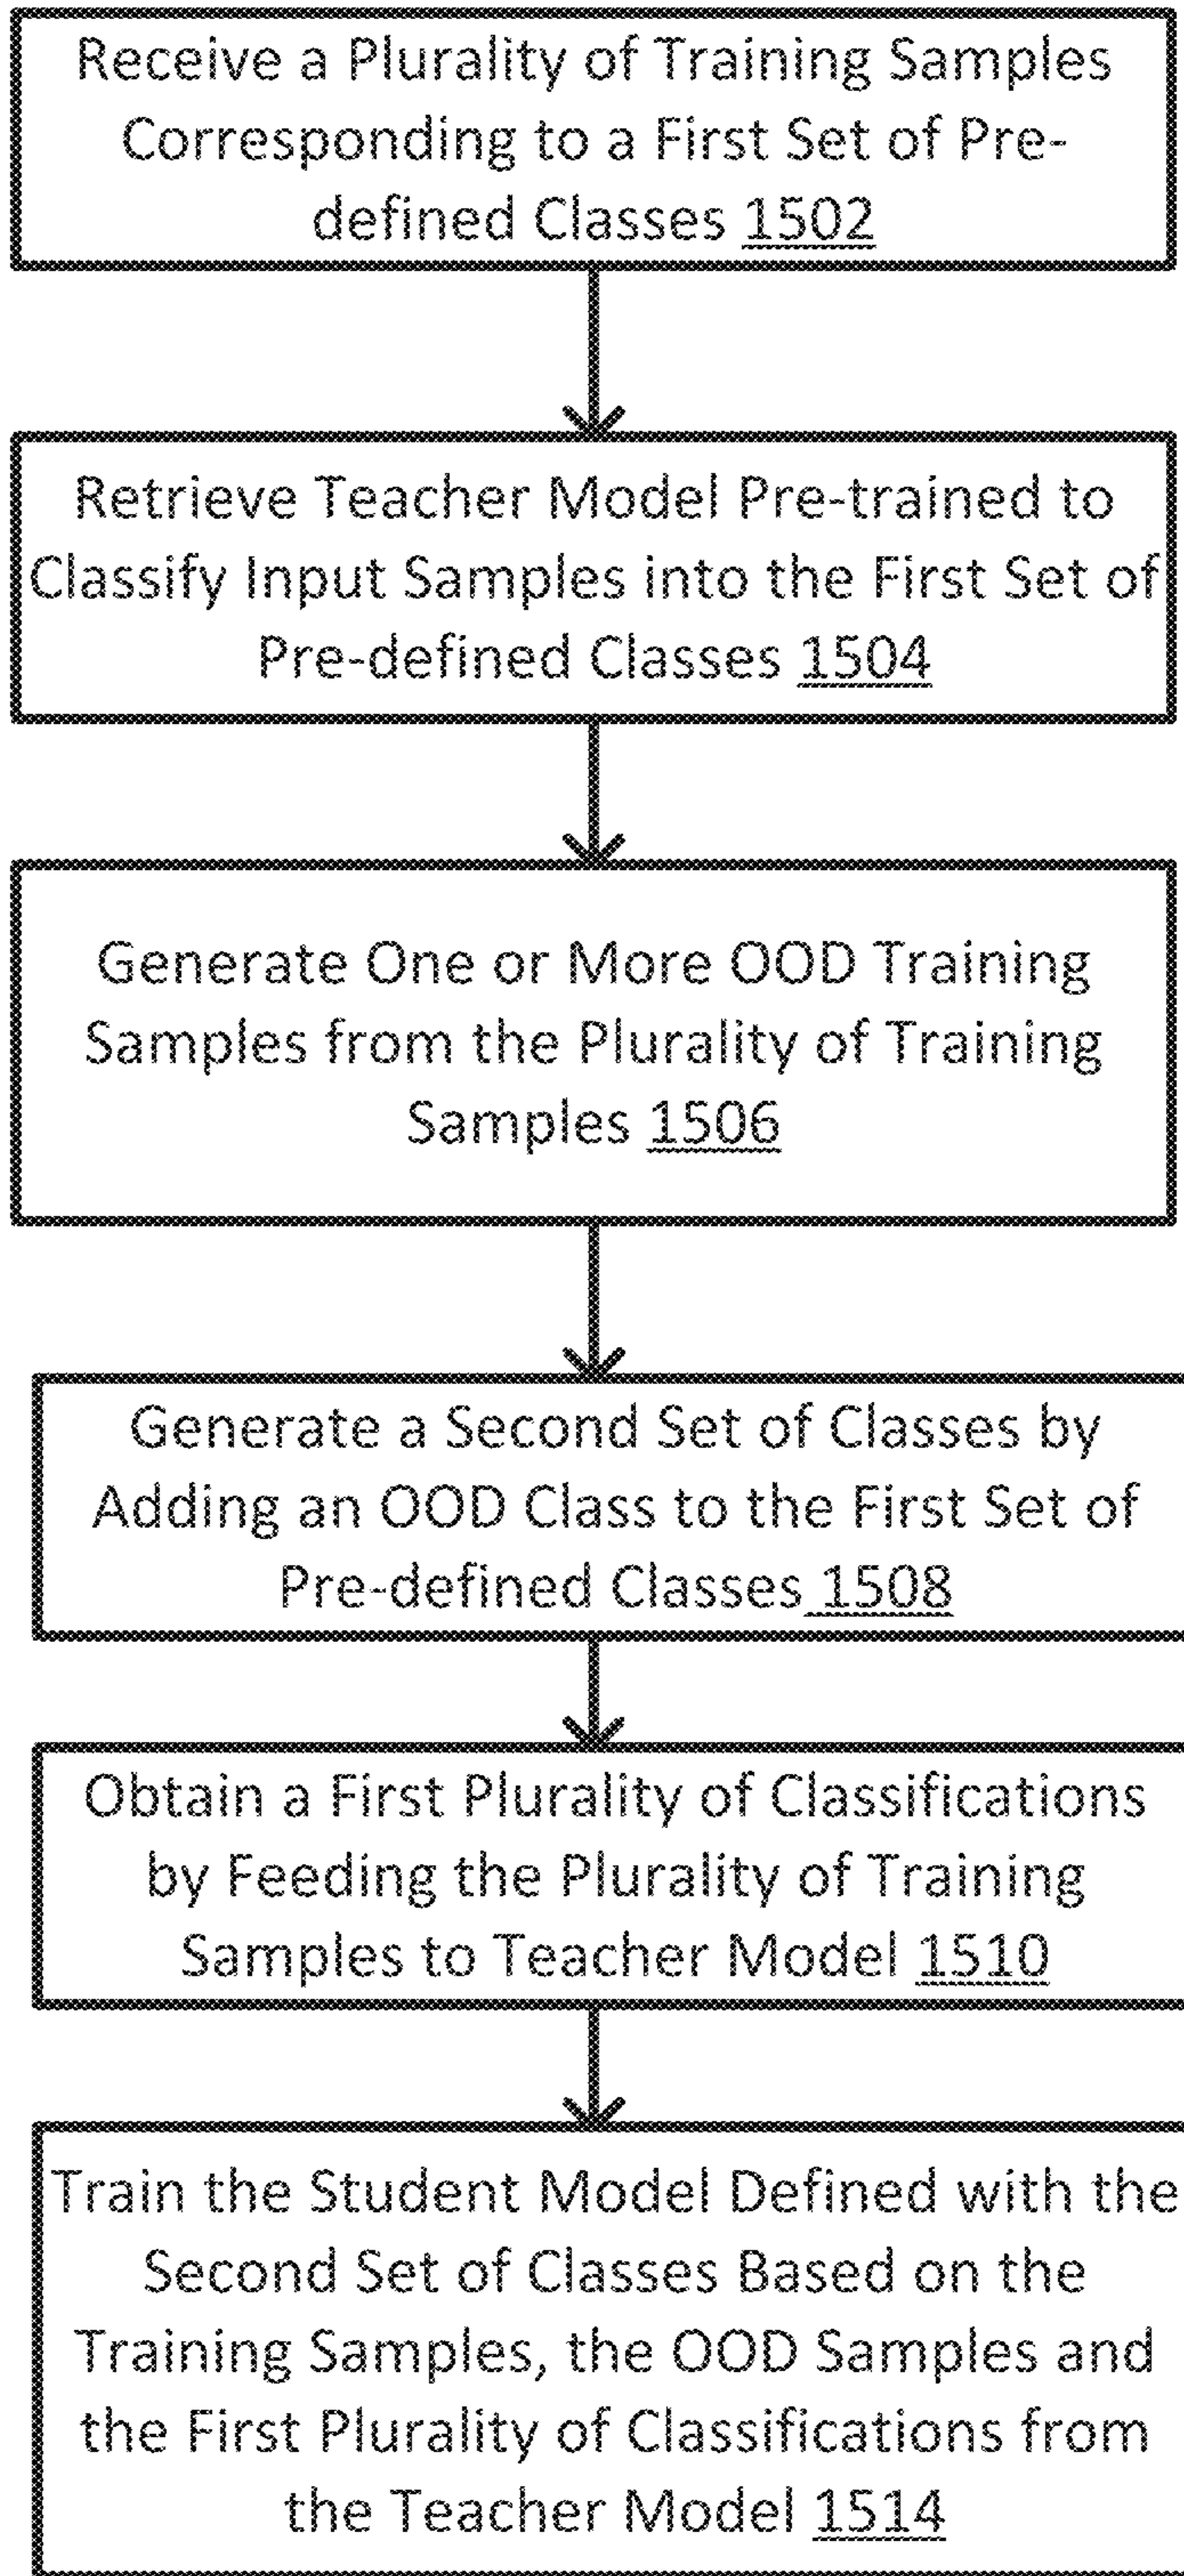 Receive a Plurality of Training Samples
Corresponding to a First Set of Pre-
defined Classes 1502
Retrieve Teacher Model Pre-trained to
Classify Input Samples into the First Set of
Pre-defined Classes 1504
Generate One or More OOD Training
Samples from the Plurality of Training
Samples 1506
Generate a Second Set of Classes by
Adding an OOD Class to the First Set of
Pre-defined Classes 1508
Obtain a First Plurality of Classifications
by Feeding the Plurality of Training
Samples to Teacher Model 1510
Train the Student Model Defined with the
Second Set of Classes Based on the
Training Samples, the OOD Samples and
the First Plurality of Classifications from
the Teacher Model 1514